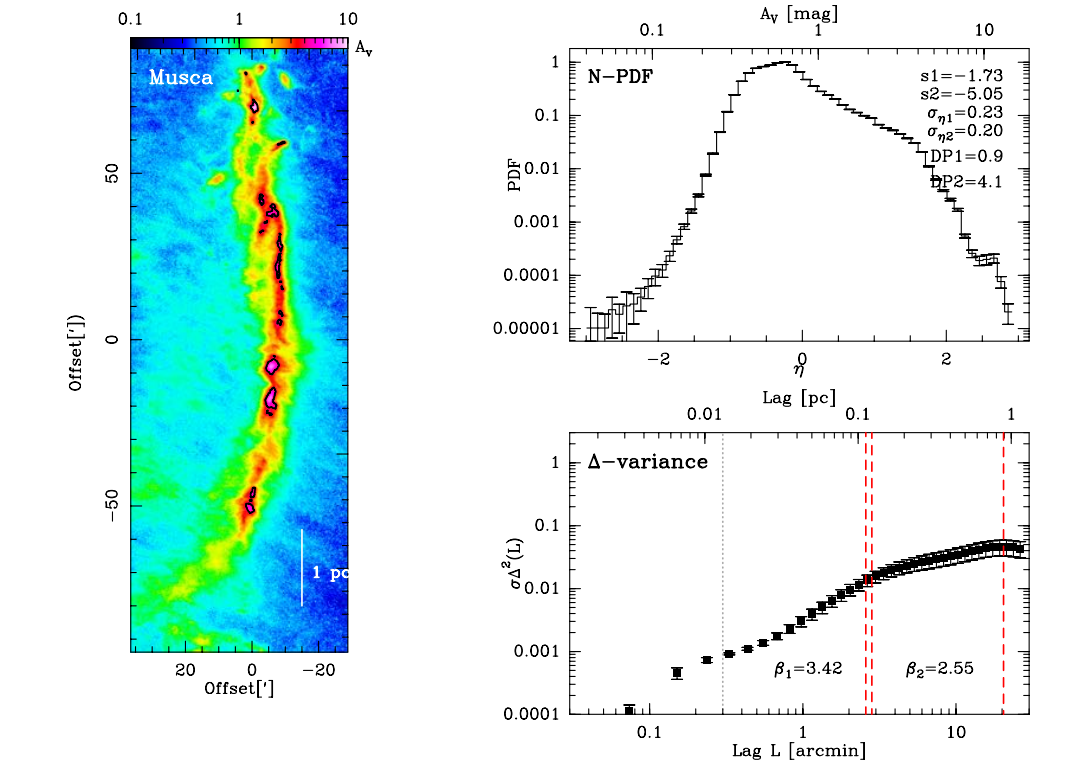 0.1 1 10
A_v
Musca
50
0
−50
Offset['])
1 pc
20 0 −20
Offset[']
A_V [mag]
0.1 1 10
N−PDF
s1=−1.73
s2=−5.05
σ_η1=0.23
σ_η2=0.20
DP1=0.9
DP2=4.1
PDF
1
0.1
0.01
0.001
0.0001
0.00001
−2 0 2
η
Lag [pc]
0.01 0.1 1
Δ−variance
σ_Δ²(L)
1
0.1
0.01
0.001
0.0001
β₁=3.42 β₂=2.55
0.1 1 10
Lag L [arcmin]